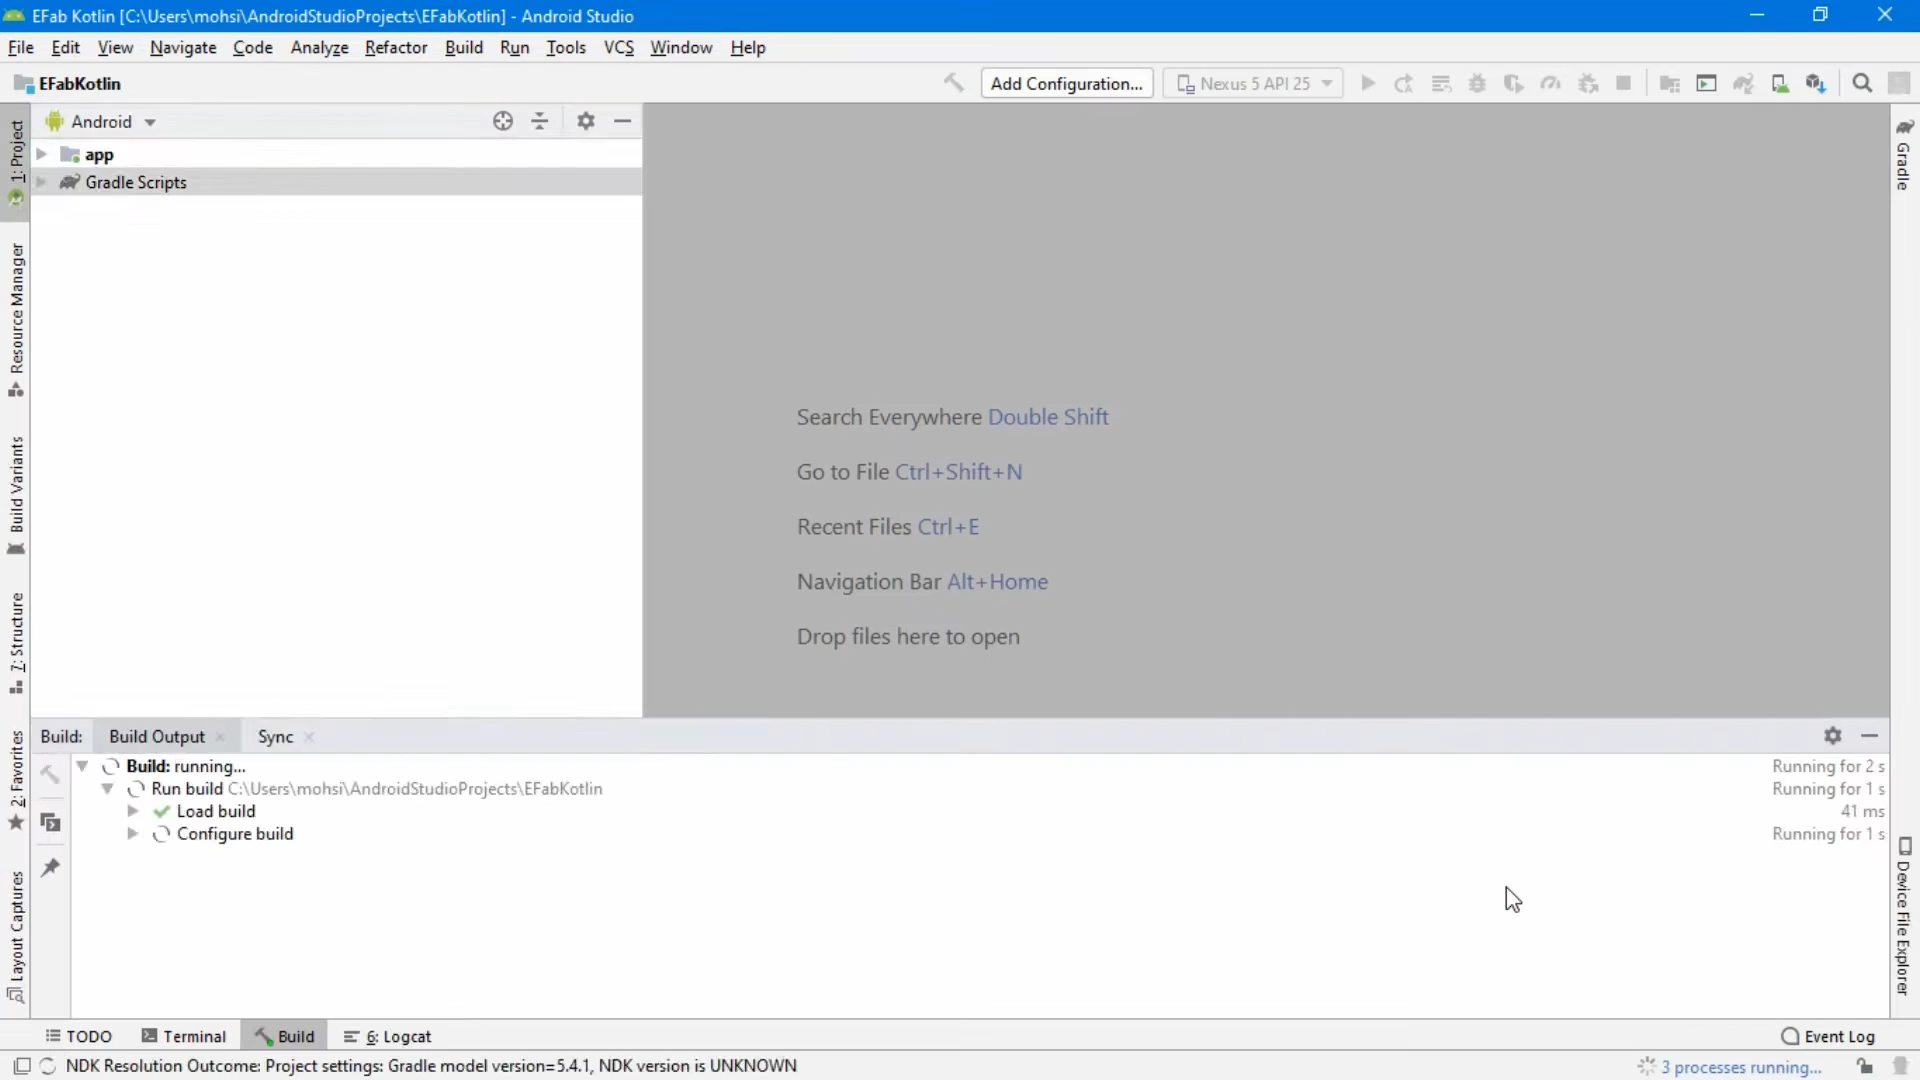 EFab Kotlin [C:\Users\mohsi\AndroidStudioProjects\EFabKotlin] - Android Studio
File Edit View Navigate Code Analyze Refactor Build Run Tools VCS Window Help
EFabKotlin
Add Configuration...
Nexus 5 API 25
Android
app
Gradle Scripts
1: Project
Resource Manager
Build Variants
7: Structure
2: Favorites
Layout Captures
Gradle
Device File Explorer
Search Everywhere Double Shift
Go to File Ctrl+Shift+N
Recent Files Ctrl+E
Navigation Bar Alt+Home
Drop files here to open
Build: Build Output Sync
Build: running... Running for 2 s
Run build C:\Users\mohsi\AndroidStudioProjects\EFabKotlin Running for 1 s
Load build 41 ms
Configure build Running for 1 s
TODO Terminal Build 6: Logcat Event Log
NDK Resolution Outcome: Project settings: Gradle model version=5.4.1, NDK version is UNKNOWN 3 processes running...